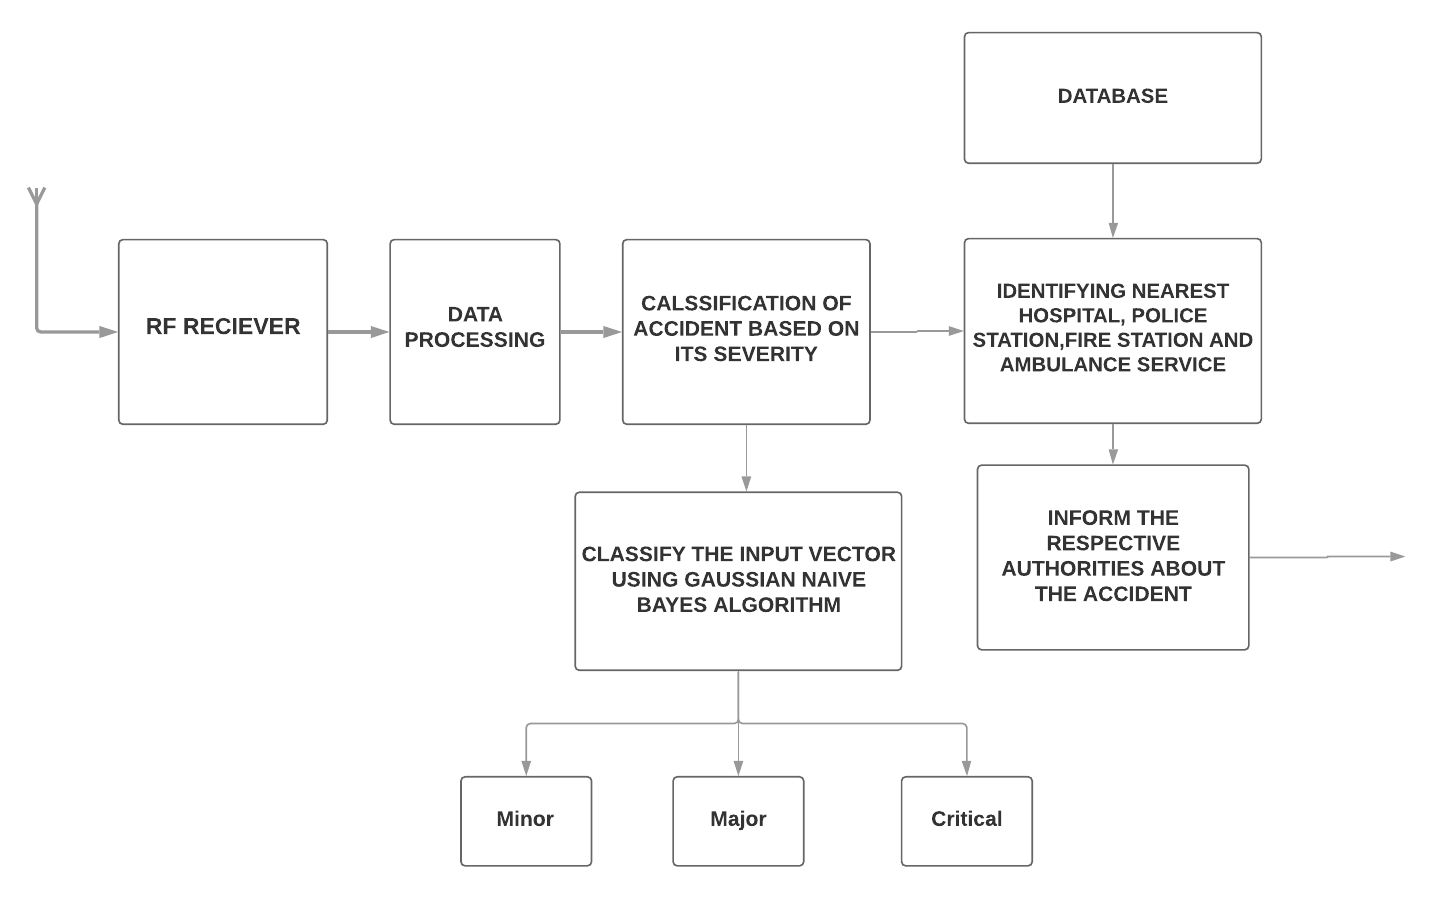 DATABASE
RF RECIEVER
DATA
PROCESSING
CALSSIFICATION OF
ACCIDENT BASED ON
ITS SEVERITY
IDENTIFYING NEAREST
HOSPITAL, POLICE
STATION,FIRE STATION AND
AMBULANCE SERVICE
CLASSIFY THE INPUT VECTOR
USING GAUSSIAN NAIVE
BAYES ALGORITHM
INFORM THE
RESPECTIVE
AUTHORITIES ABOUT
THE ACCIDENT
Minor
Major
Critical